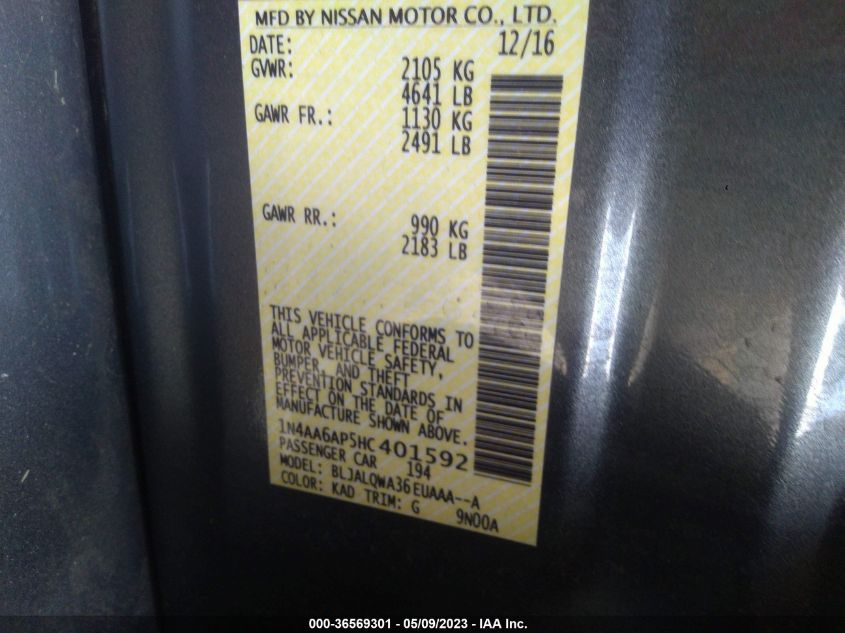 MFD BY NISSAN MOTOR CO., LTD.
DATE: 12/16
GVWR: 2105 KG
4641 LB
GAWR FR.: 1130 KG
2491 LB
GAWR RR.: 990 KG
2183 LB
THIS VEHICLE CONFORMS TO
ALL APPLICABLE FEDERAL
MOTOR VEHICLE SAFETY,
BUMPER, AND THEFT
PREVENTION STANDARDS IN
EFFECT ON THE DATE OF
MANUFACTURE SHOWN ABOVE.
1N4AA6AP5HC401592
PASSENGER CAR 194
MODEL: BLJALQWA36EUAAA--A
COLOR: KAD TRIM: G 9N00A
000-36569301 - 05/09/2023 - IAA Inc.